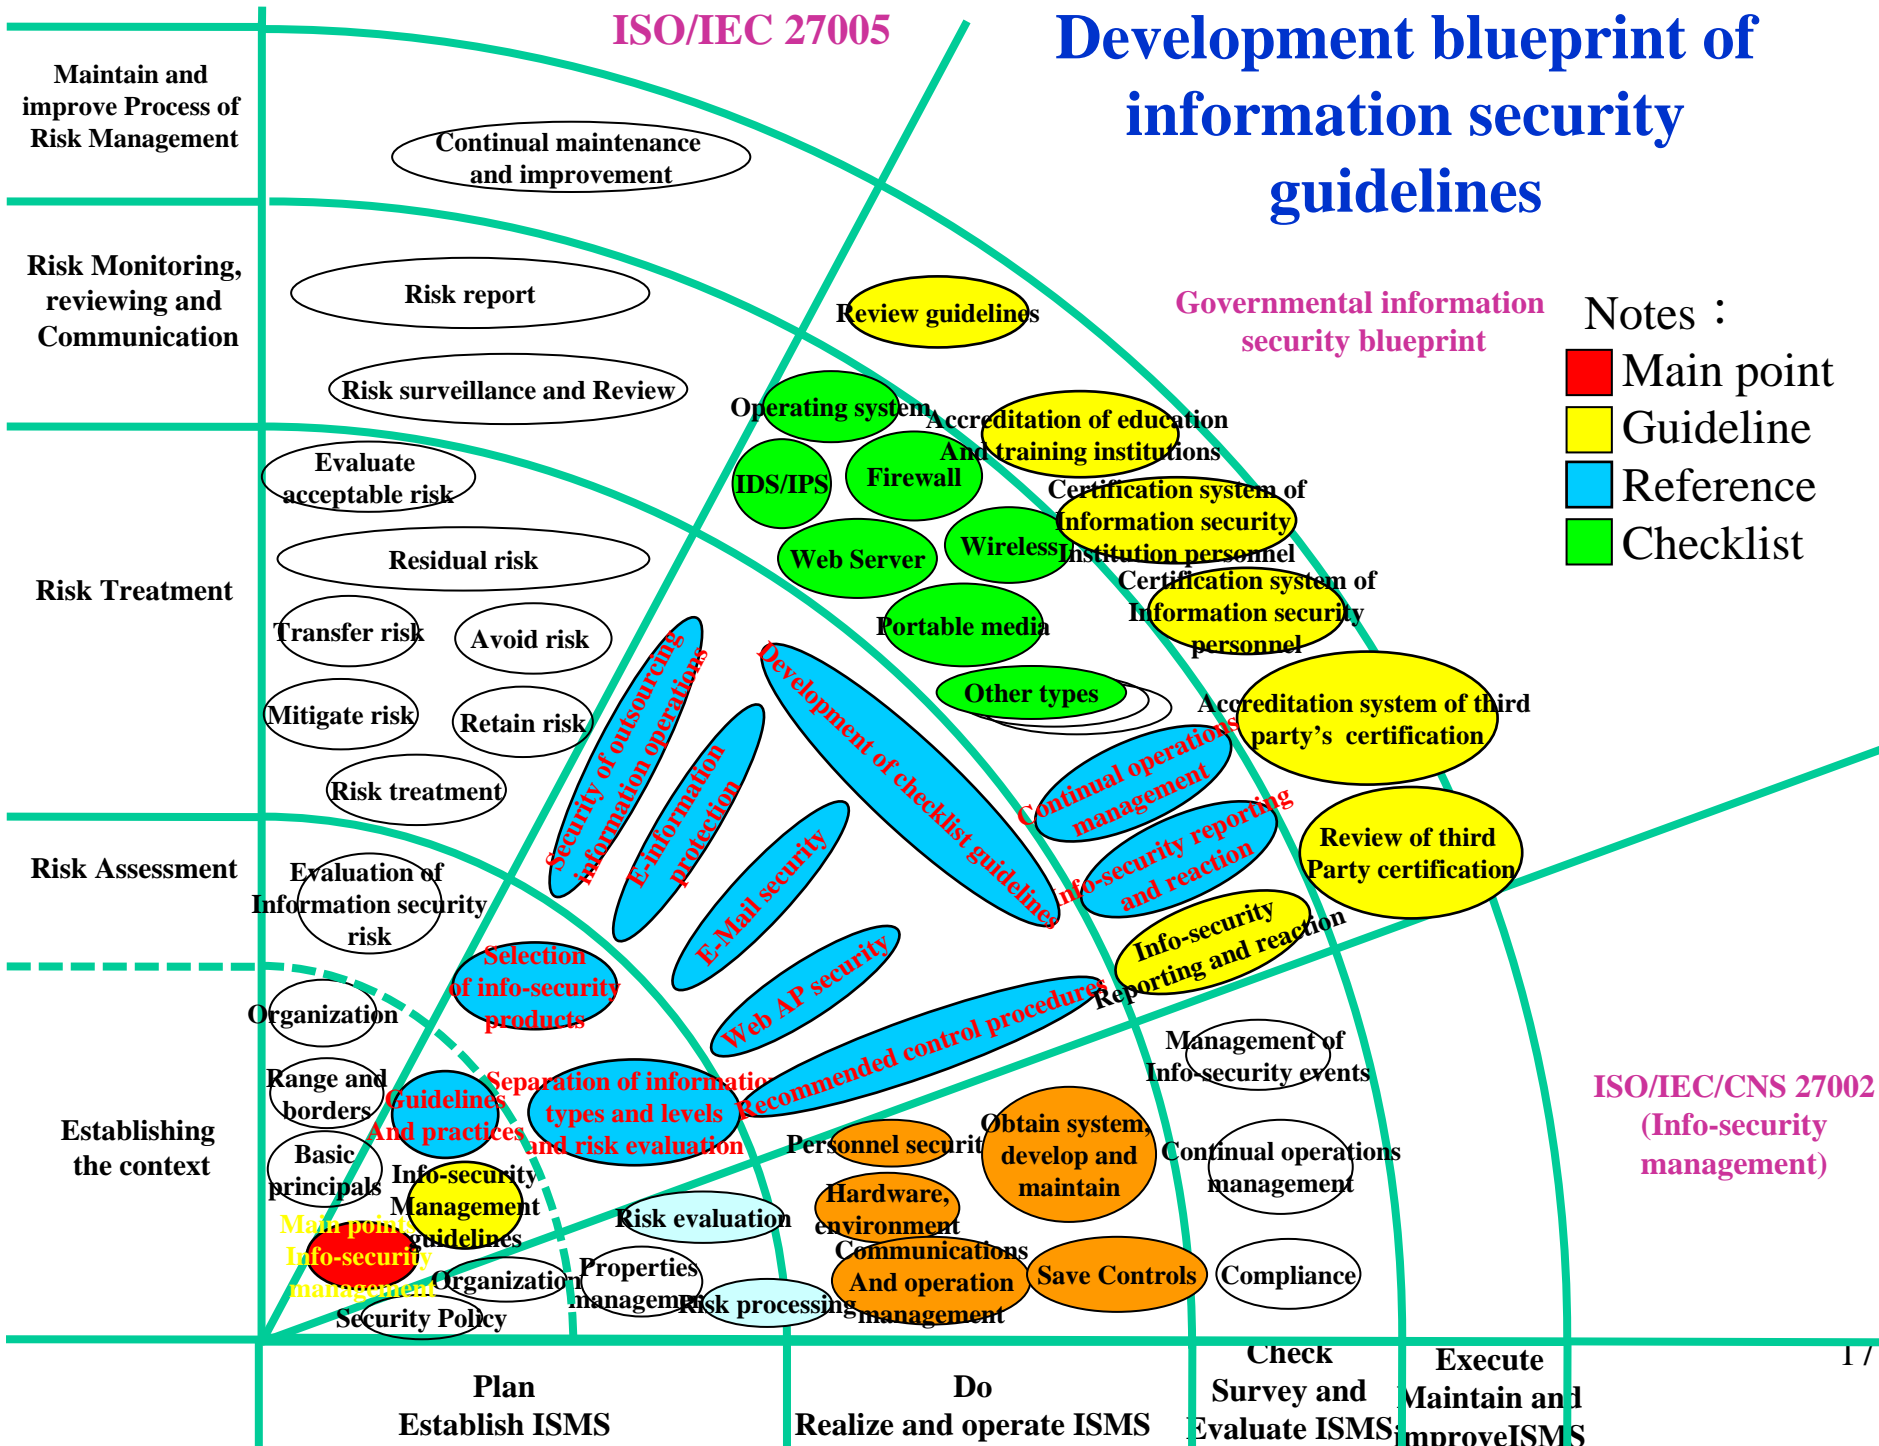 ISO/IEC 27005
Development blueprint of
information security
guidelines
Maintain and
improve Process of
Risk Management
Continual maintenance
and improvement
Risk Monitoring,
reviewing and
Communication
Risk report
Risk surveillance and Review
Review guidelines
Governmental information
security blueprint
Notes :
Main point
Guideline
Reference
Checklist
Risk Treatment
Evaluate
acceptable risk
Residual risk
Transfer risk
Avoid risk
Mitigate risk
Retain risk
Risk treatment
Operating system
IDS/IPS
Firewall
Web Server
Wireless
Portable media
Other types
Accreditation of education
And training institutions
Certification system of
Information security
Institution personnel
Certification system of
Information security
personnel
Accreditation system of third
party's  certification
Review of third
Party certification
Security of outsourcing
information operations
E-information
protection
E-Mail security
Web AP security
Development of checklist guidelines
Recommended control procedures
Continual operations
management
Info-security reporting
and reaction
Info-security
Reporting and reaction
Risk Assessment
Evaluation of
Information security
risk
Selection
of info-security
products
Separation of information
types and levels
and risk evaluation
Establishing
the context
Organization
Range and
borders
Basic
principals
Guidelines
And practices
Info-security
Management
guidelines
Main points
Info-security
management
Organization
Security Policy
Risk evaluation
Properties
management
Risk processing
Personnel securit
Hardware,
environment
Communications
And operation
management
Obtain system,
develop and
maintain
Save Controls
Management of
Info-security events
Continual operations
management
Compliance
ISO/IEC/CNS 27002
(Info-security
management)
Plan
Establish ISMS
Do
Realize and operate ISMS
Check
Survey and
Evaluate ISMS
Execute
Maintain and
improveISMS
17